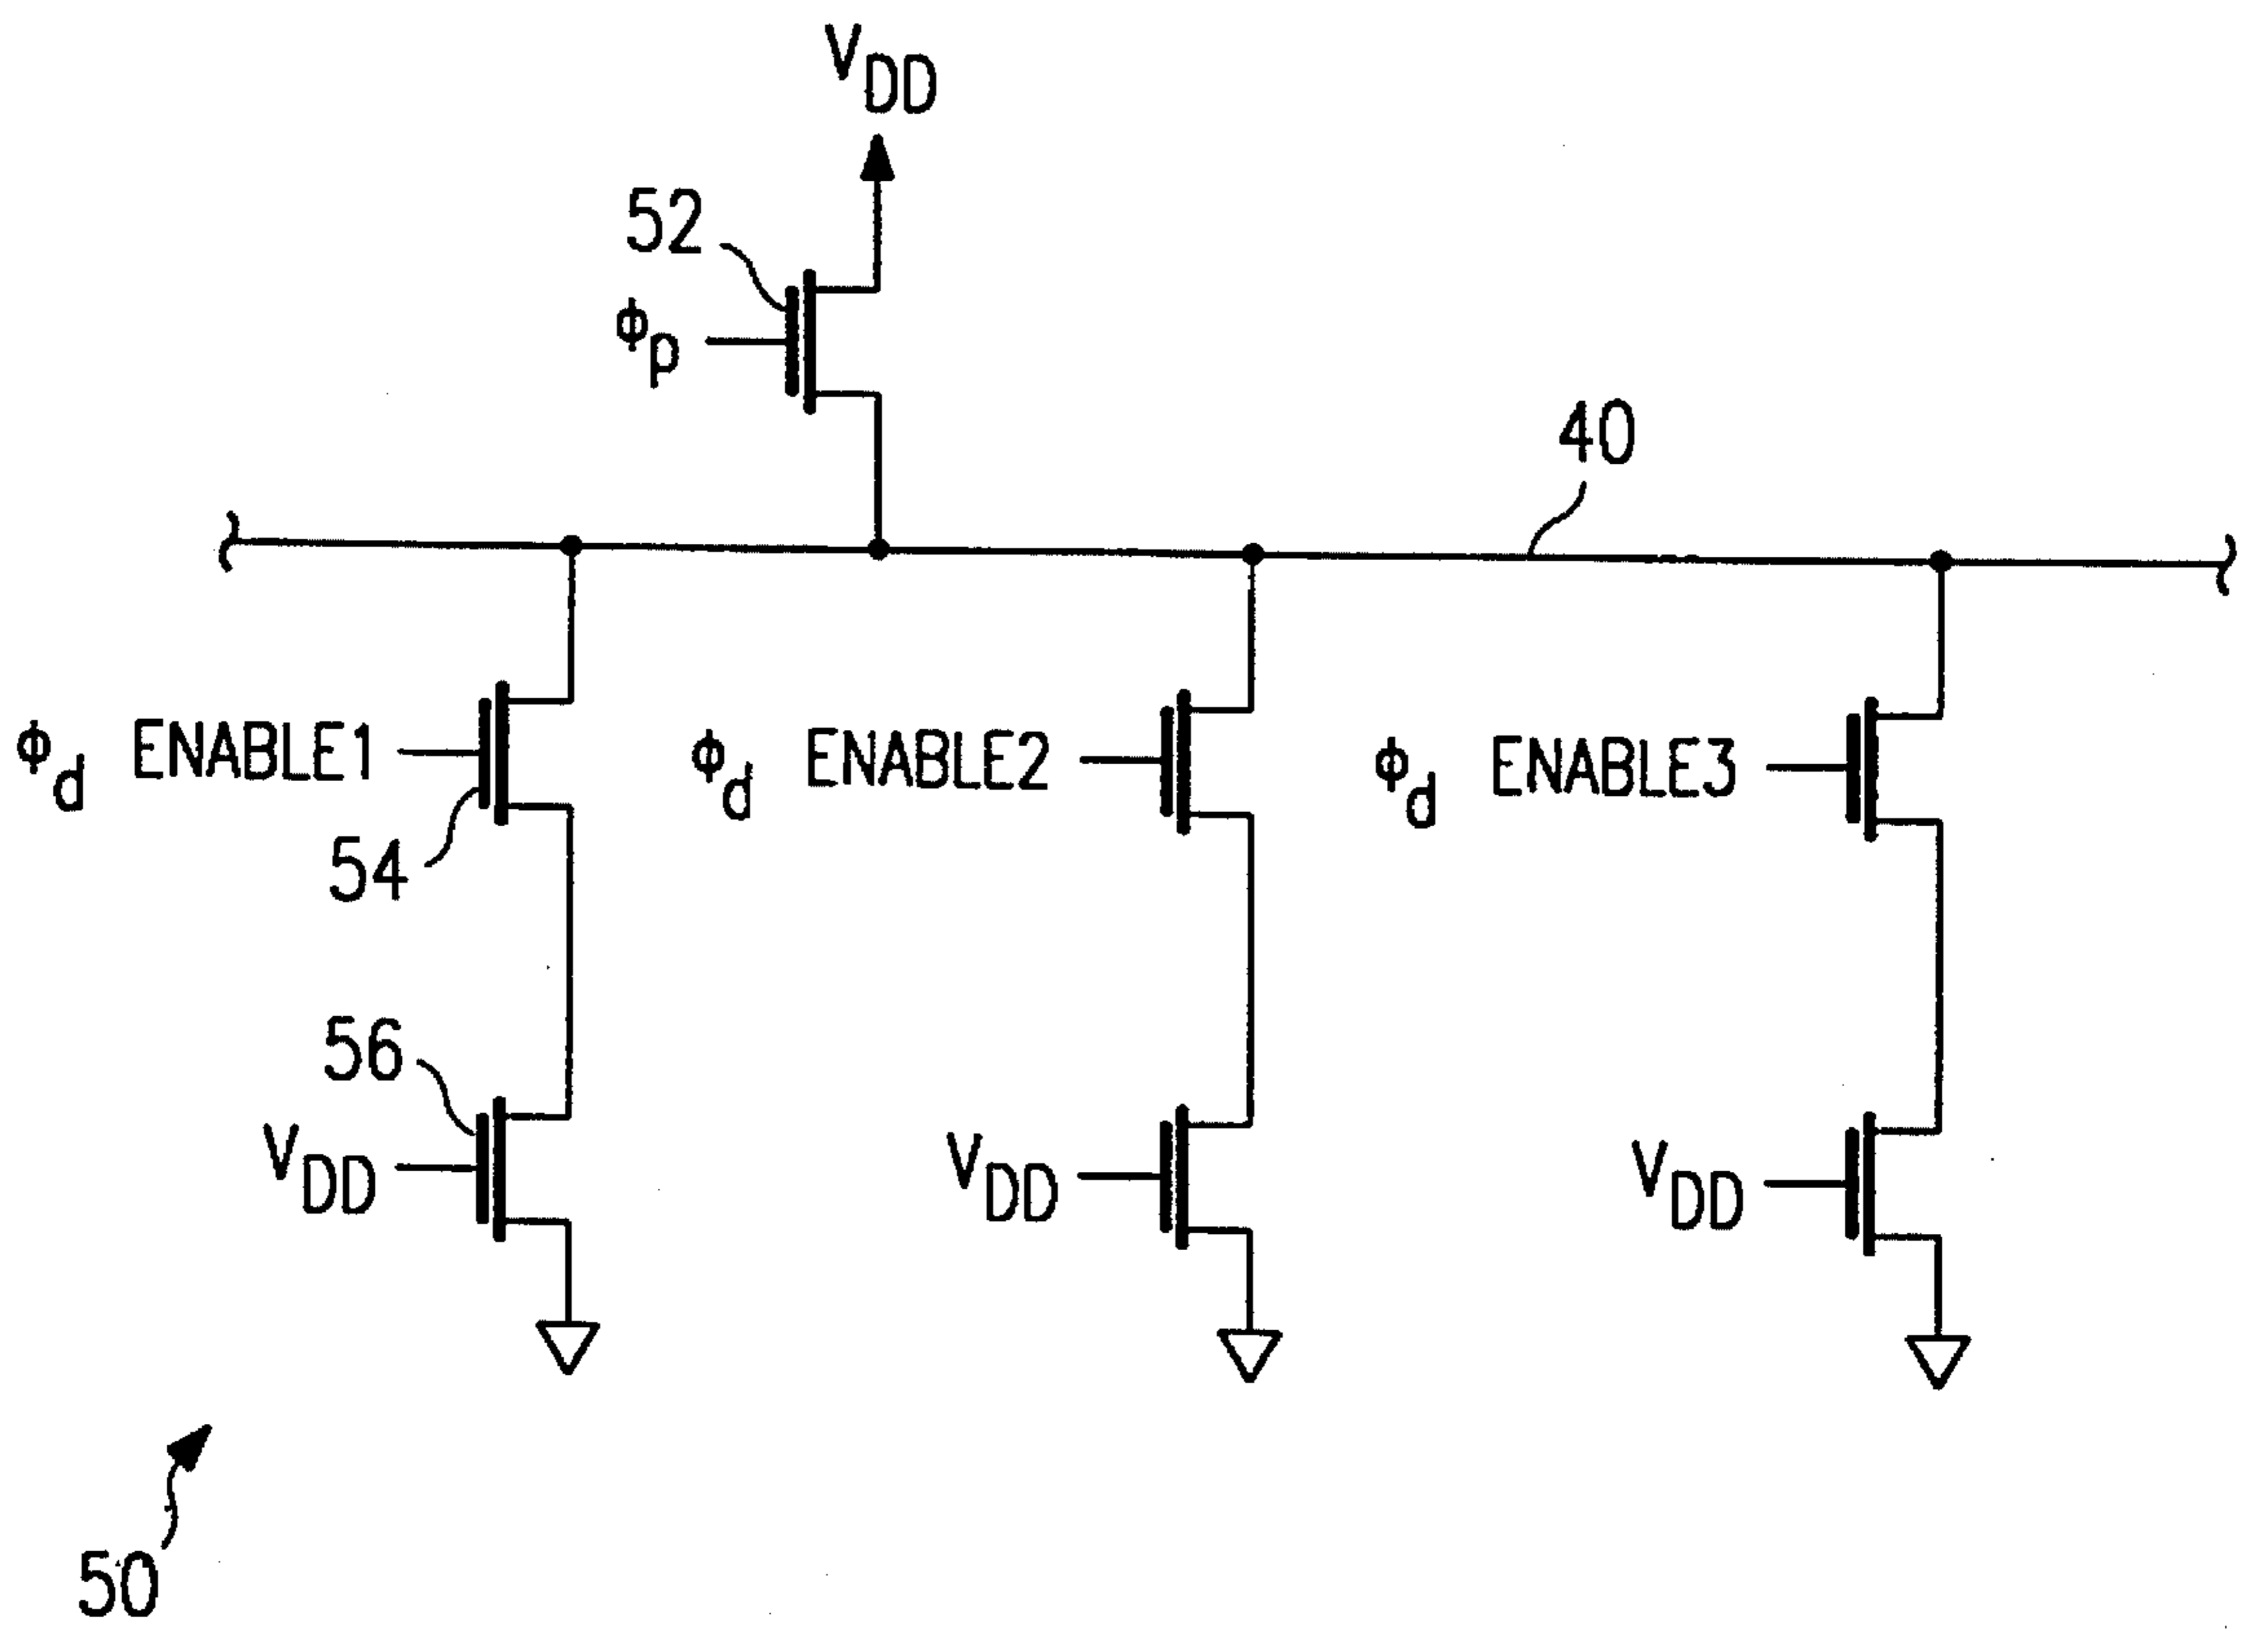 VDD
52
ϕp
40
ϕd ENABLE1
ϕd ENABLE2
ϕd ENABLE3
54
56
VDD
VDD
VDD
50